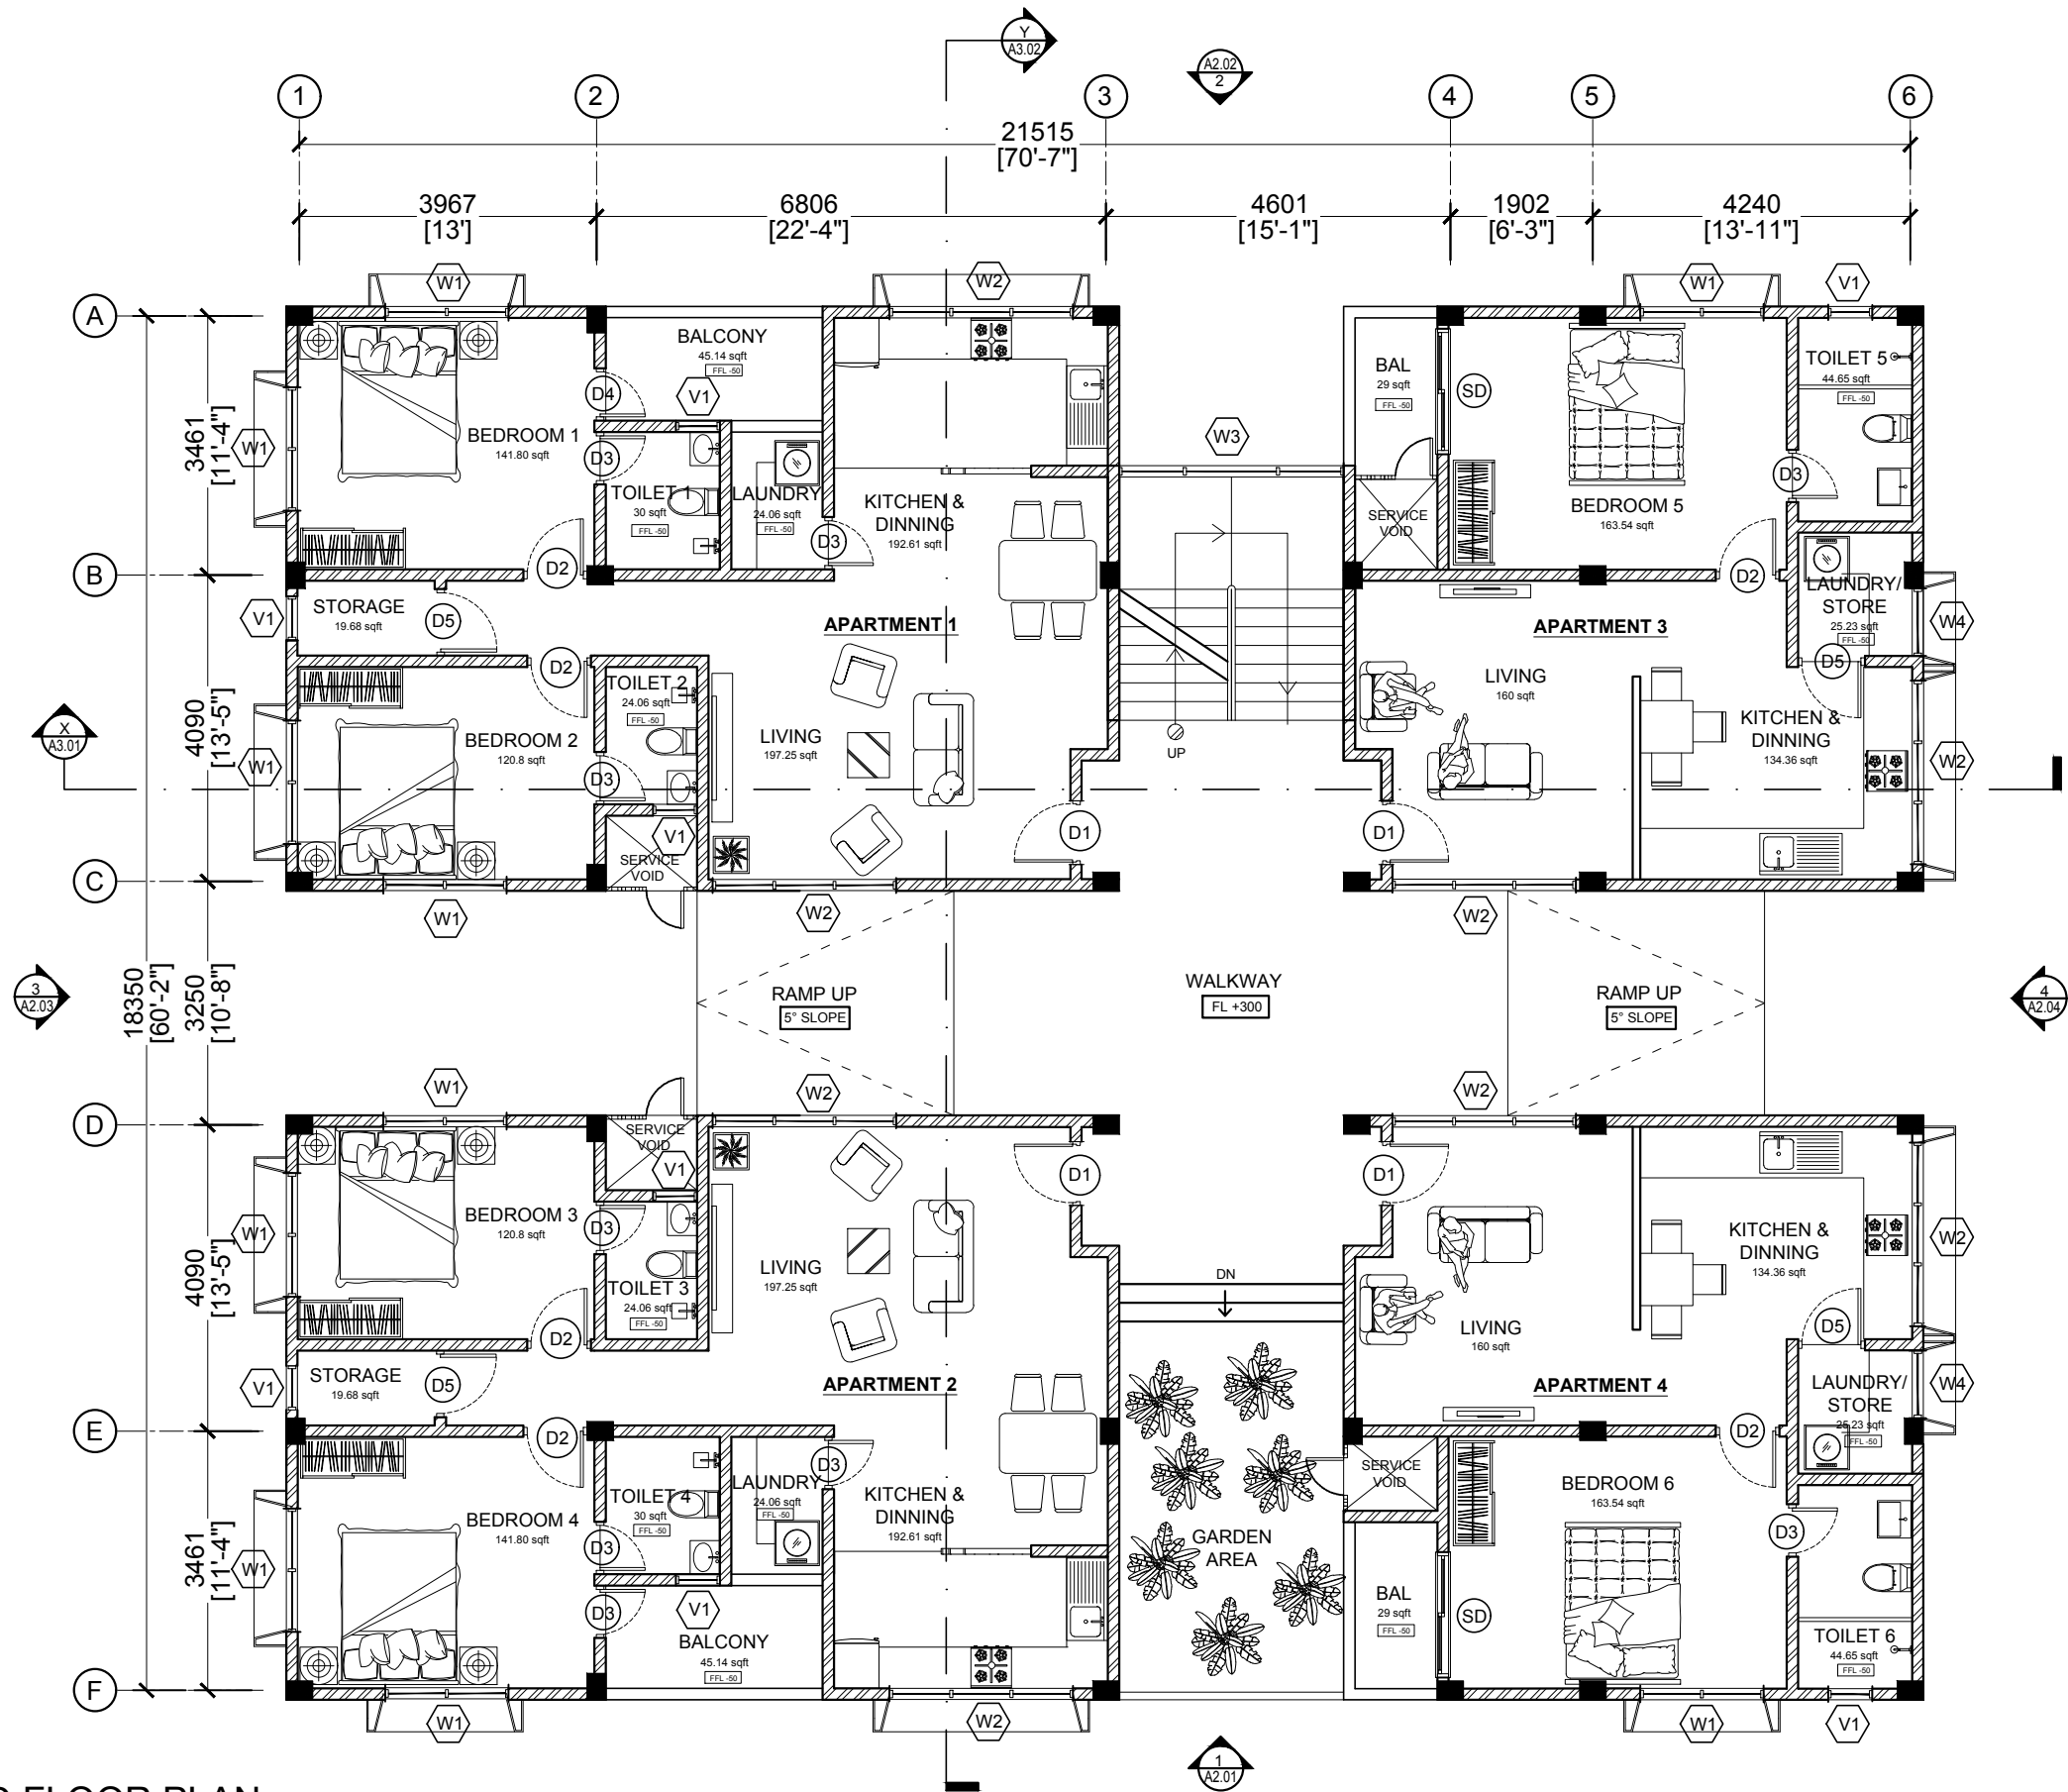 Y
A3.02
A2.02
2
1
2
3
4
5
6
21515
[70'-7"]
3967
[13']
6806
[22'-4"]
4601
[15'-1"]
1902
[6'-3"]
4240
[13'-11"]
W1
W2
W1
V1
A
B
C
D
E
F
18350
[60'-2"]
3461
[11'-4"]
4090
[13'-5"]
3250
[10'-8"]
4090
[13'-5"]
3461
[11'-4"]
X
A3.01
3
A2.03
4
A2.04
BALCONY
45.14 sqft
FFL -50
V1
D4
W1
BEDROOM 1
141.80 sqft
D3
TOILET 1
30 sqft
FFL -50
LAUNDRY
24.06 sqft
FFL -50
D3
KITCHEN &
DINNING
192.61 sqft
D2
STORAGE
19.68 sqft
V1
D5
D2
APARTMENT 1
TOILET 2
24.06 sqft
FFL -50
BEDROOM 2
120.8 sqft
W1
D3
V1
SERVICE
VOID
LIVING
197.25 sqft
D1
W1
W2
W3
UP
BAL
29 sqft
FFL -50
SD
SERVICE
VOID
BEDROOM 5
163.54 sqft
TOILET 5
44.65 sqft
FFL -50
D3
D2
LAUNDRY/
STORE
25.23 sqft
FFL -50
W4
D5
APARTMENT 3
LIVING
160 sqft
KITCHEN &
DINNING
134.36 sqft
W2
D1
W2
RAMP UP
5° SLOPE
WALKWAY
FL +300
RAMP UP
5° SLOPE
W1
W2
W2
SERVICE
VOID
V1
D1
D1
BEDROOM 3
120.8 sqft
W1
D3
TOILET 3
24.06 sqft
FFL -50
LIVING
197.25 sqft
D2
STORAGE
19.68 sqft
V1
D5
APARTMENT 2
D2
BEDROOM 4
141.80 sqft
W1
TOILET 4
30 sqft
FFL -50
D3
LAUNDRY
24.06 sqft
FFL -50
D3
KITCHEN &
DINNING
192.61 sqft
D3
V1
BALCONY
45.14 sqft
FFL -50
W1
W2
DN
GARDEN
AREA
KITCHEN &
DINNING
134.36 sqft
W2
LIVING
160 sqft
D5
APARTMENT 4
LAUNDRY/
STORE
25.23 sqft
FFL -50
W4
D2
SERVICE
VOID
BEDROOM 6
163.54 sqft
D3
BAL
29 sqft
FFL -50
SD
TOILET 6
44.65 sqft
FFL -50
W1
V1
1
A2.01
FLOOR PLAN